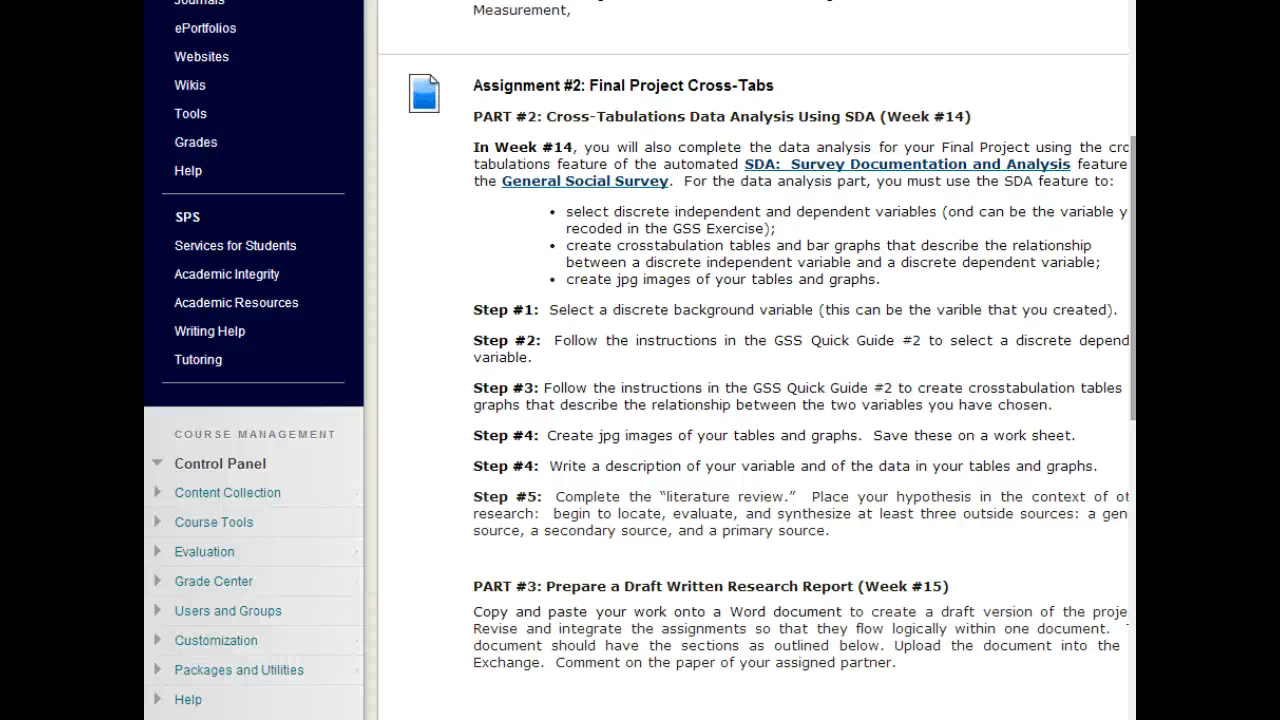 Journals
ePortfolios
Websites
Wikis
Tools
Grades
Help
SPS
Services for Students
Academic Integrity
Academic Resources
Writing Help
Tutoring
COURSE MANAGEMENT
Control Panel
Content Collection
Course Tools
Evaluation
Grade Center
Users and Groups
Customization
Packages and Utilities
Help
Measurement,
Assignment #2: Final Project Cross-Tabs
PART #2: Cross-Tabulations Data Analysis Using SDA (Week #14)
In Week #14, you will also complete the data analysis for your Final Project using the
tabulations feature of the automated SDA: Survey Documentation and Analysis feature
the General Social Survey. For the data analysis part, you must use the SDA feature to:
• select discrete independent and dependent variables (ond can be the variable
recoded in the GSS Exercise);
• create crosstabulation tables and bar graphs that describe the relationship
between a discrete independent variable and a discrete dependent variable;
• create jpg images of your tables and graphs.
Step #1: Select a discrete background variable (this can be the varible that you created).
Step #2: Follow the instructions in the GSS Quick Guide #2 to select a discrete depend
variable.
Step #3: Follow the instructions in the GSS Quick Guide #2 to create crosstabulation tables
graphs that describe the relationship between the two variables you have chosen.
Step #4: Create jpg images of your tables and graphs. Save these on a work sheet.
Step #4: Write a description of your variable and of the data in your tables and graphs.
Step #5: Complete the “literature review.” Place your hypothesis in the context of
research: begin to locate, evaluate, and synthesize at least three outside sources: a gen
source, a secondary source, and a primary source.
PART #3: Prepare a Draft Written Research Report (Week #15)
Copy and paste your work onto a Word document to create a draft version of the proje
Revise and integrate the assignments so that they flow logically within one document.
document should have the sections as outlined below. Upload the document into the
Exchange. Comment on the paper of your assigned partner.